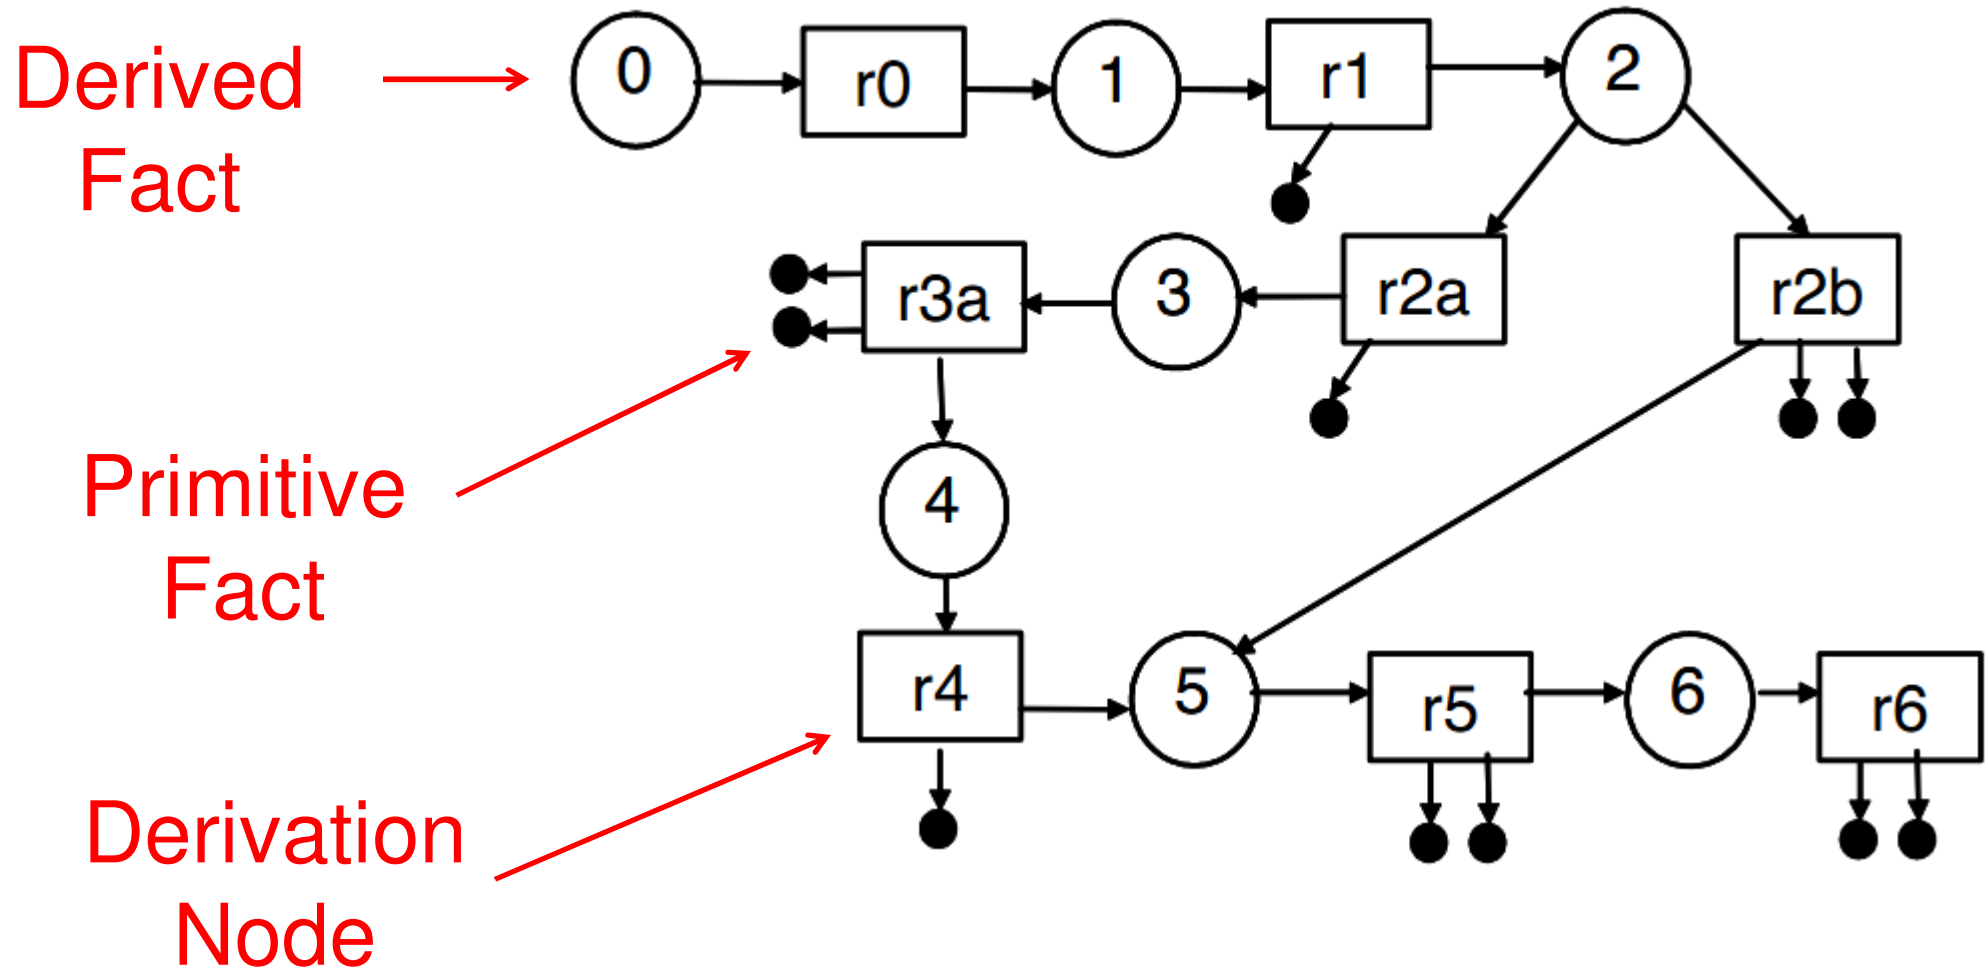 Derived
Fact
0
r0
1
r1
2
r3a
3
r2a
r2b
Primitive
Fact
4
r4
5
r5
6
r6
Derivation
Node